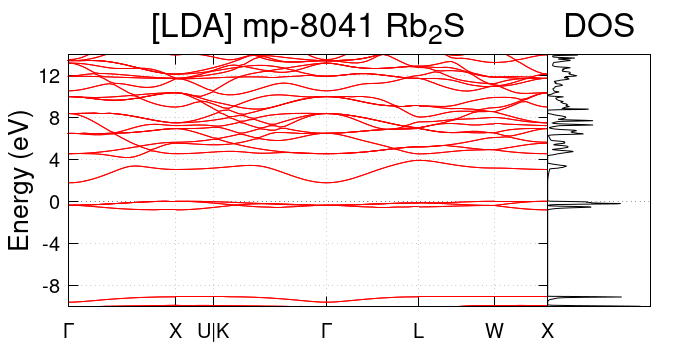 [LDA] mp-8041 Rb₂S
DOS
Energy (eV)
12
8
4
0
-4
-8
Γ X U|K Γ L W X